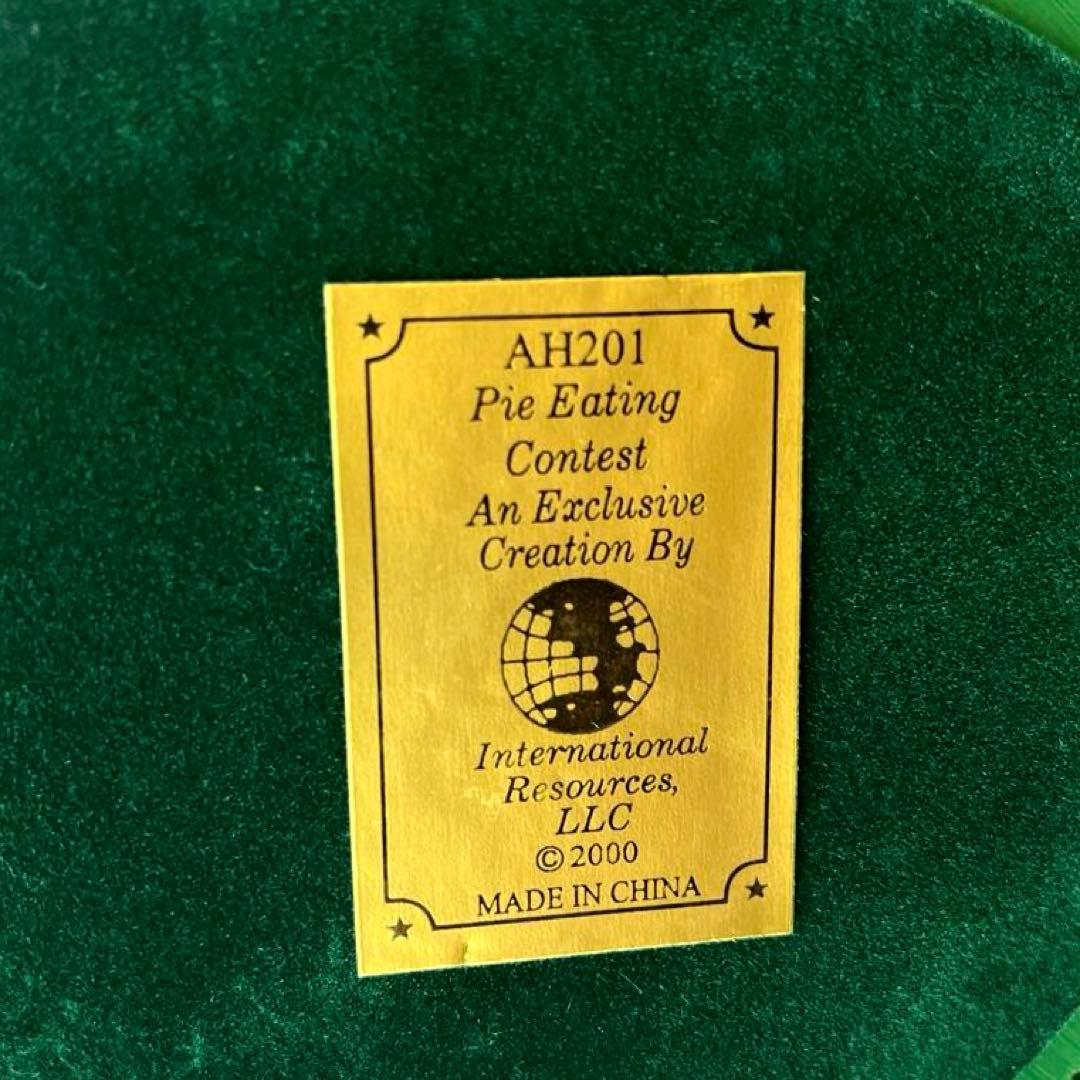 AH201
Pie Eating
Contest
An Exclusive
Creation By
International
Resources,
LLC
© 2000
MADE IN CHINA